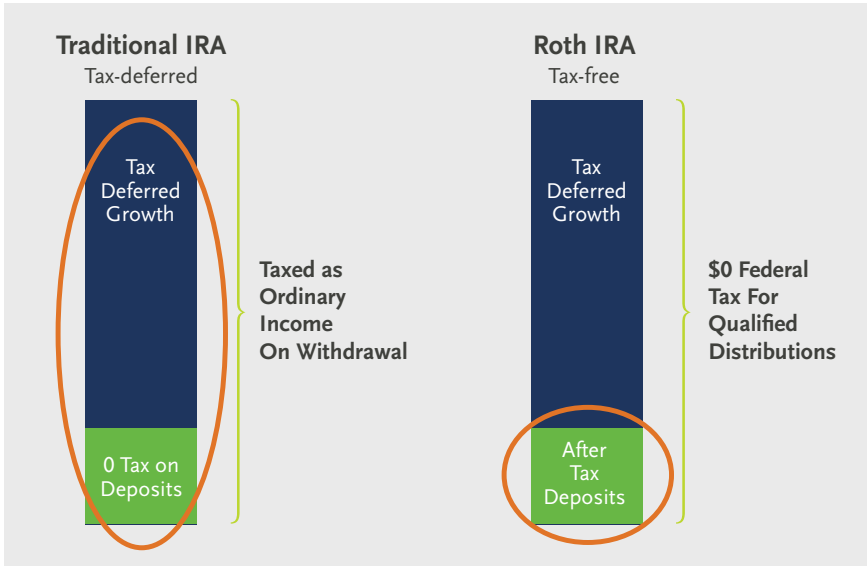 Traditional IRA
Tax-deferred
Tax
Deferred
Growth
0 Tax on
Deposits
Taxed as
Ordinary
Income
On Withdrawal
Roth IRA
Tax-free
Tax
Deferred
Growth
After
Tax
Deposits
$0 Federal
Tax For
Qualified
Distributions